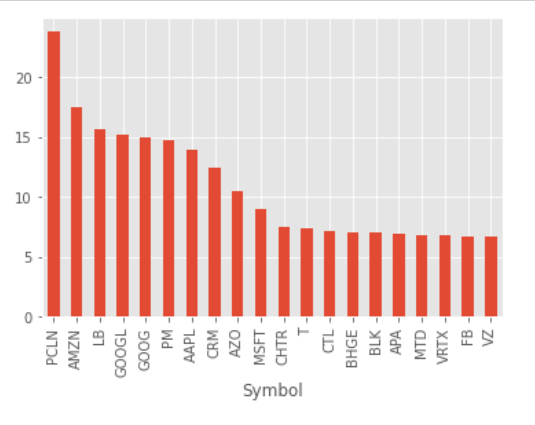 20
15
10
5
0
PCLN AMZN LB GOOGL GOOG PM AAPL CRM AZO MSFT CHTR T CTL BHGE BLK APA MTD VRTX FB VZ
Symbol